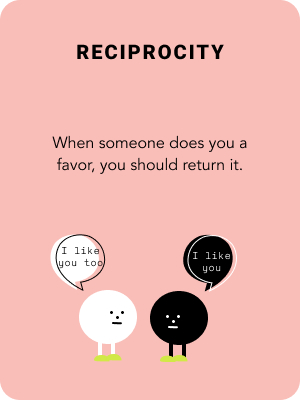 RECIPROCITY
When someone does you a
favor, you should return it.
I like
you too
I like
you